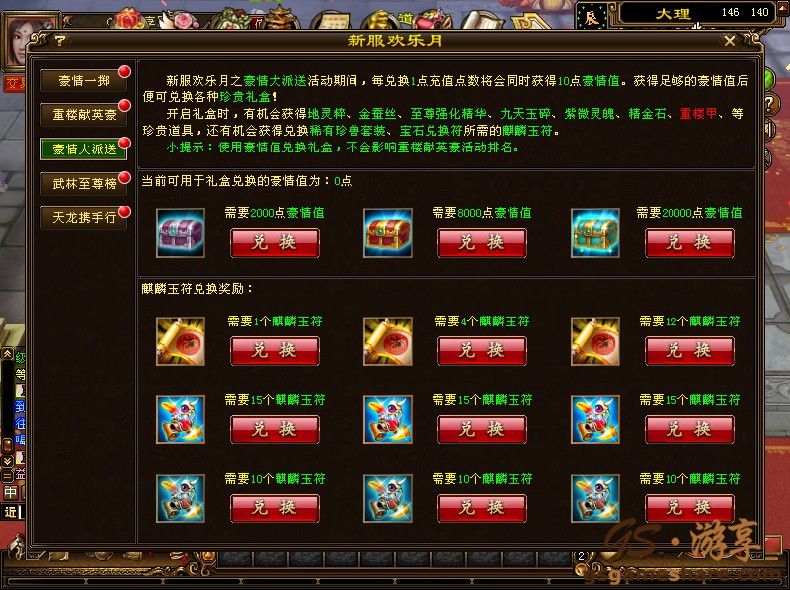 道
辰
大理
146 140
?
新服欢乐月
豪情一掷
重楼献英豪
豪情大派送
武林至尊榜
天龙携手行
新服欢乐月之豪情大派送活动期间，每兑换1点充值点数将会同时获得10点豪情值。获得足够的豪情值后
便可兑换各种珍贵礼盒！
开启礼盒时，有机会获得地灵粹、金蚕丝、至尊强化精华、九天玉碎、紫微灵魄、精金石、重楼甲、等
珍贵道具，还有机会获得兑换稀有珍兽套装、宝石兑换符所需的麒麟玉符。
小提示：使用豪情值兑换礼盒，不会影响重楼献英豪活动排名。
当前可用于礼盒兑换的豪情值为：0点
需要2000点豪情值
需要8000点豪情值
需要20000点豪情值
兑 换
兑 换
兑 换
麒麟玉符兑换奖励：
需要1个麒麟玉符
需要4个麒麟玉符
需要12个麒麟玉符
兑 换
兑 换
兑 换
需要15个麒麟玉符
需要15个麒麟玉符
需要15个麒麟玉符
兑 换
兑 换
兑 换
需要10个麒麟玉符
需要10个麒麟玉符
需要10个麒麟玉符
兑 换
兑 换
兑 换
近
2
GS·游享